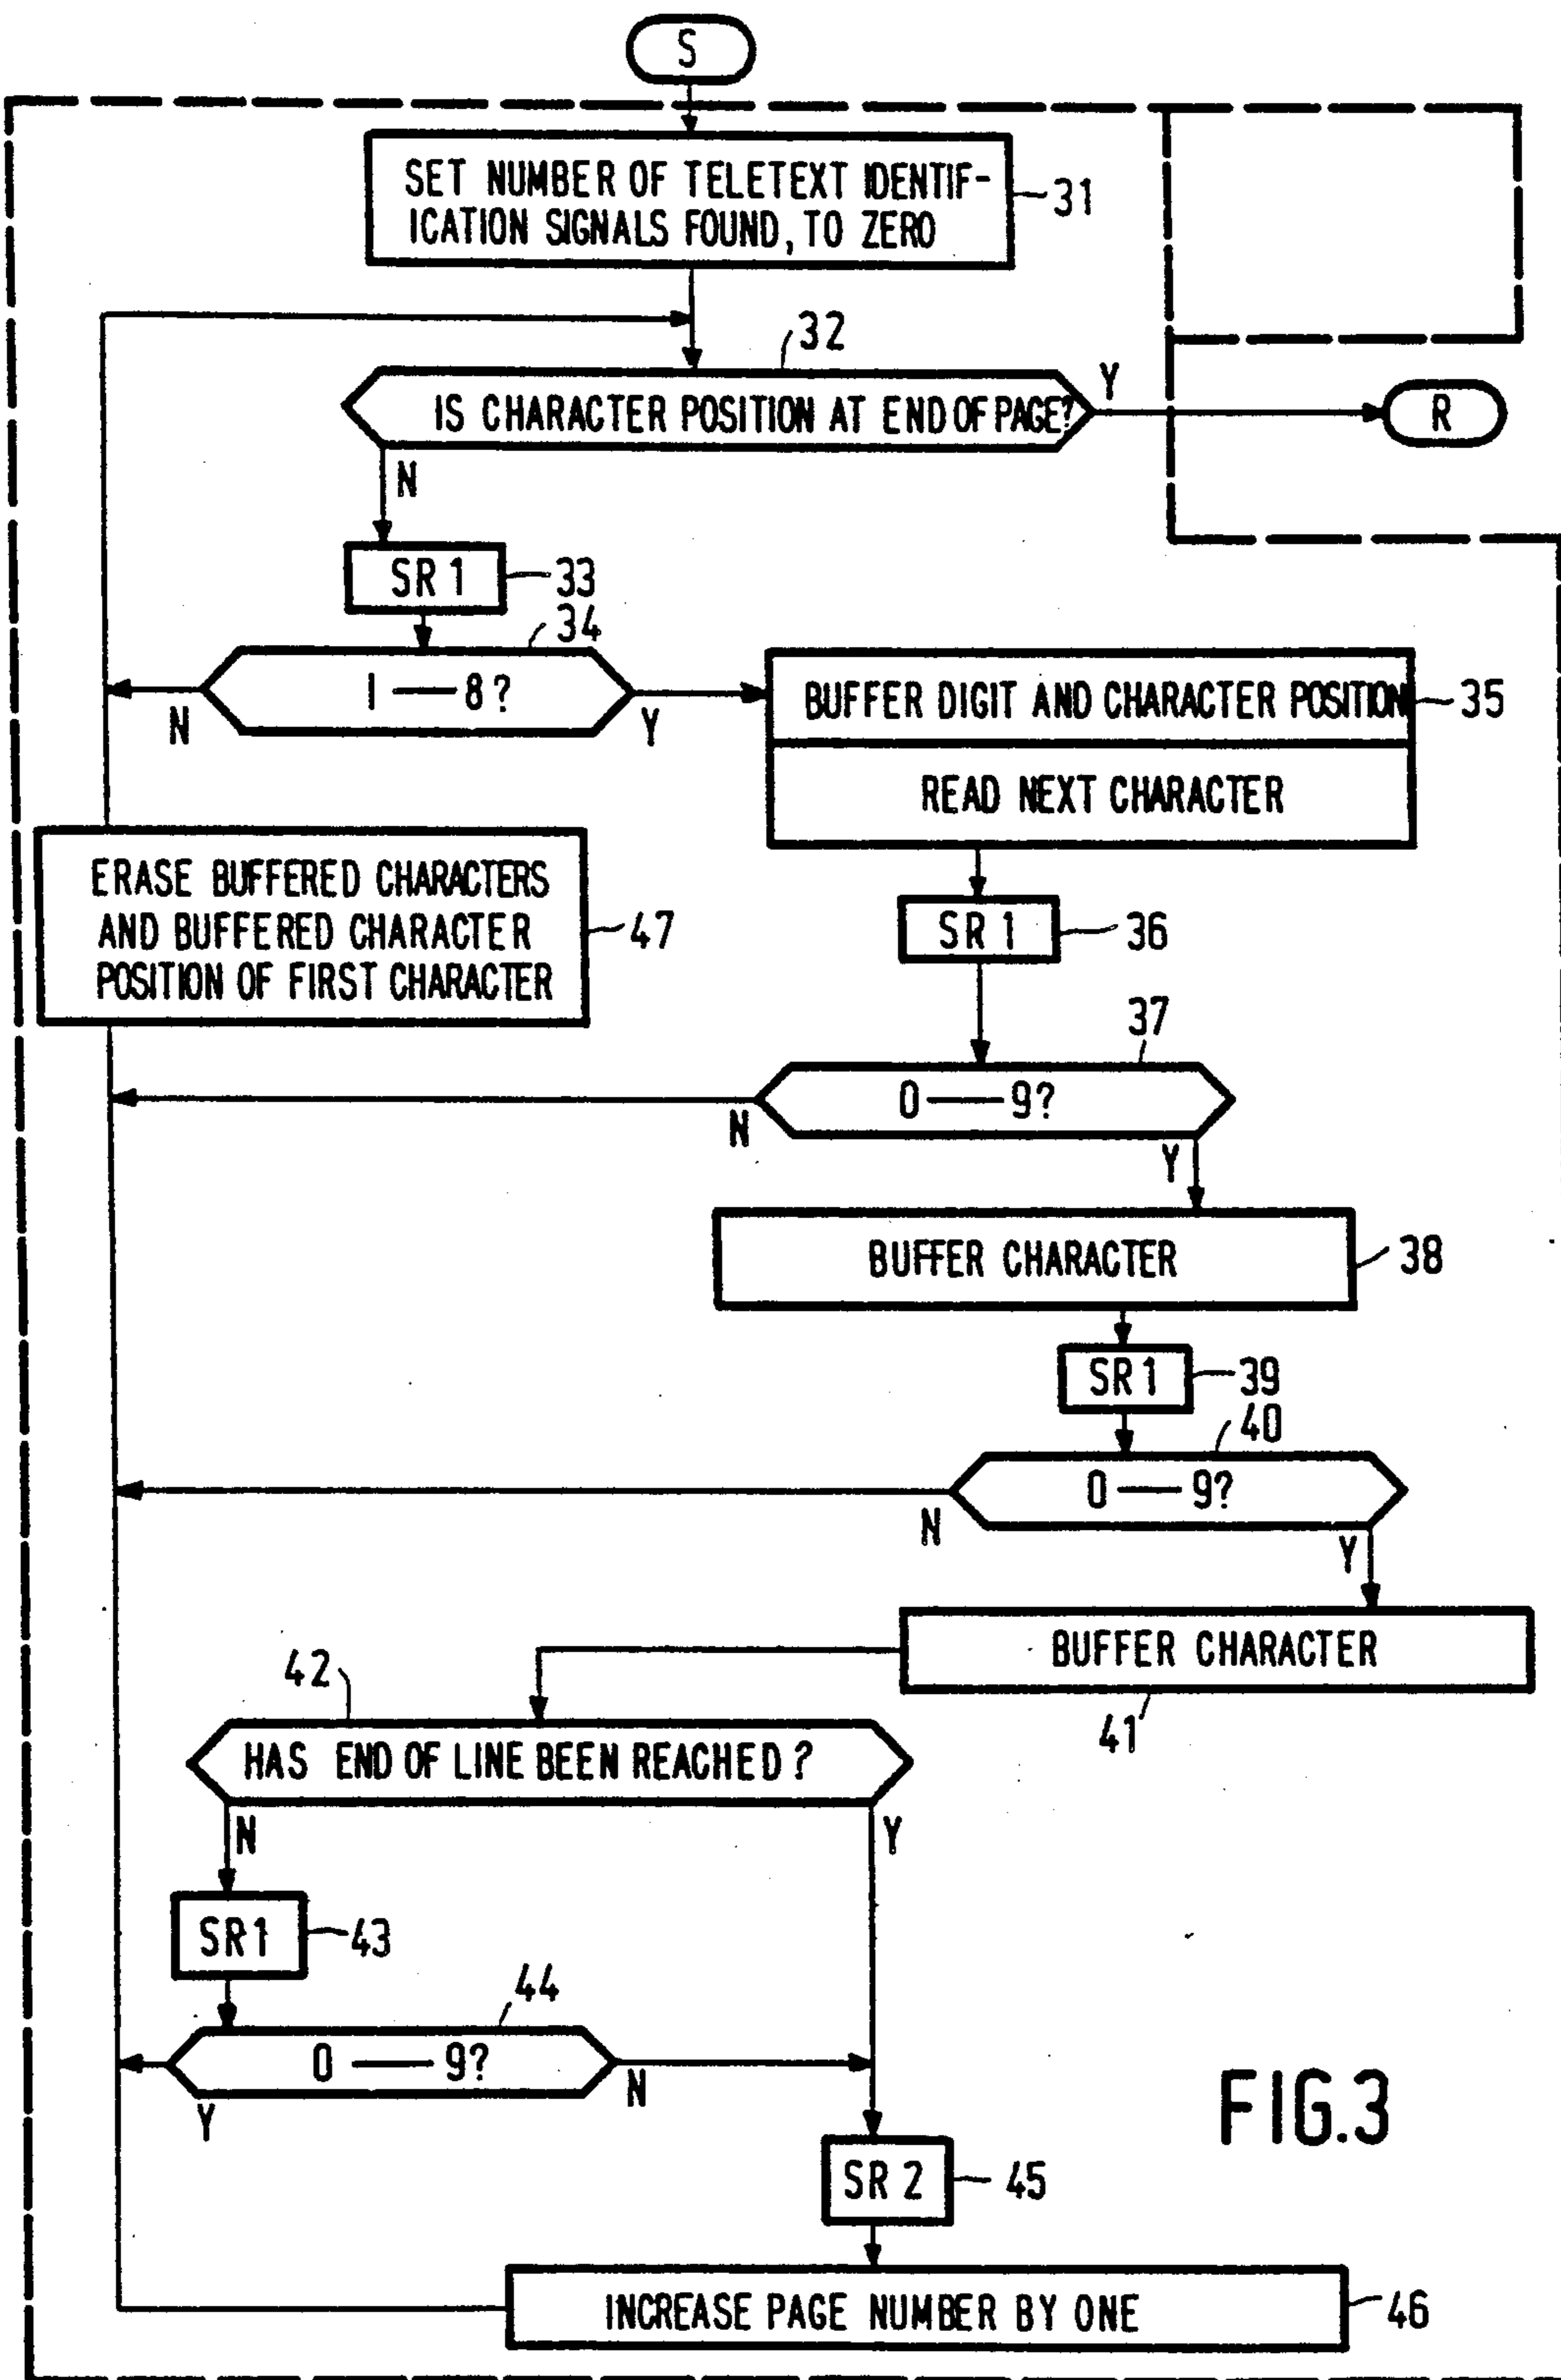 S
SET NUMBER OF TELETEXT IDENTIF-
ICATION SIGNALS FOUND, TO ZERO
31
32
IS CHARACTER POSITION AT END OF PAGE?
Y
R
N
SR 1
33
34
1 — 8?
N
Y
BUFFER DIGIT AND CHARACTER POSITION
35
READ NEXT CHARACTER
ERASE BUFFERED CHARACTERS
AND BUFFERED CHARACTER
POSITION OF FIRST CHARACTER
47
SR 1
36
37
0 — 9?
N
Y
BUFFER CHARACTER
38
SR 1
39
40
0 — 9?
N
Y
BUFFER CHARACTER
41
42
HAS END OF LINE BEEN REACHED?
N
Y
SR1
43
44
0 — 9?
Y
N
SR 2
45
INCREASE PAGE NUMBER BY ONE
46
FIG.3